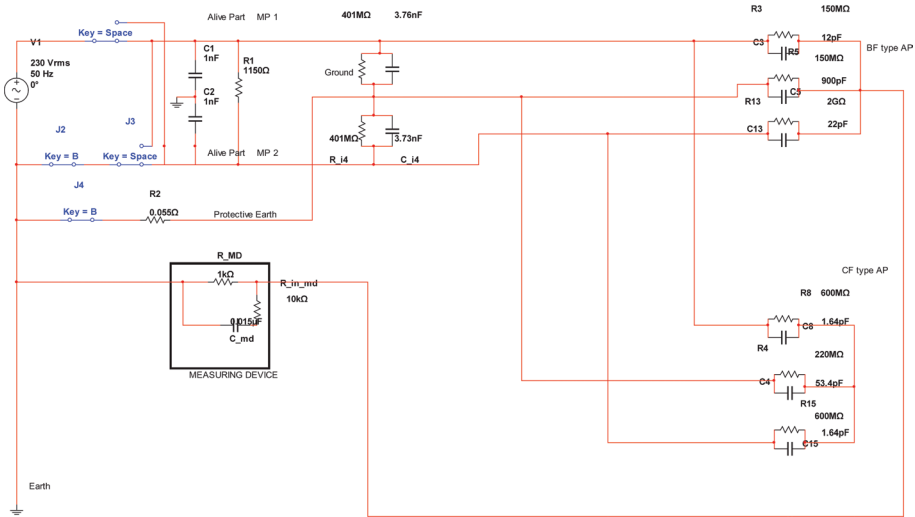 Alive Part MP 1
401MΩ 3.76nF
R3 150MΩ
V1
Key = Space
C1
1nF
C3 12pF
R5
BF type AP
150MΩ
230 Vrms
50 Hz
0°
R1
1150Ω
Ground
C2
1nF
900pF
C5
R13 2GΩ
J2
J3
401MΩ 3.73nF
C13 22pF
Key = B
Key = Space
Alive Part MP 2
R_i4 C_i4
J4
R2
Key = B
0.055Ω
Protective Earth
R_MD
1kΩ
R_in_md
10kΩ
0.015µF
C_md
MEASURING DEVICE
CF type AP
R8 600MΩ
1.64pF
C8
R4
220MΩ
C4 53.4pF
R15
600MΩ
1.64pF
C15
Earth